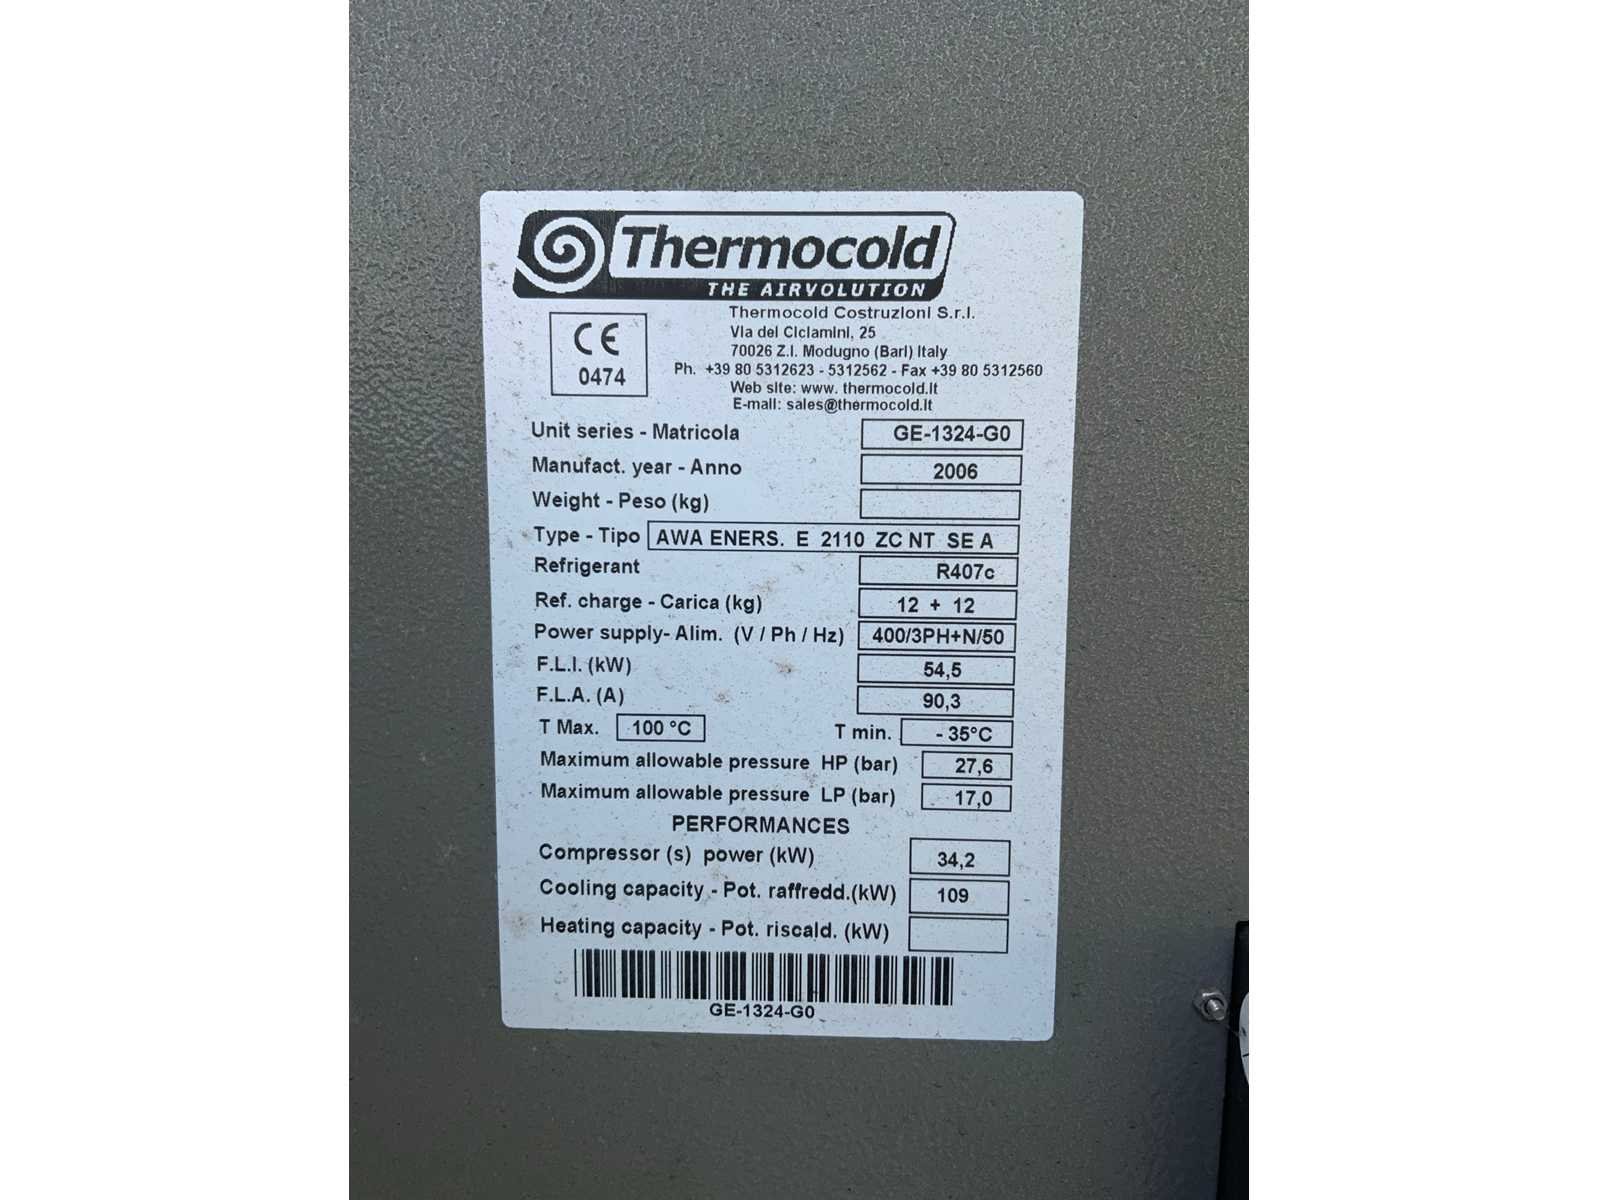 Thermocold
THE AIRVOLUTION
Thermocold Costruzioni S.r.l.
Via dei Ciclamini, 25
70026 Z.I. Modugno (Bari) Italy
Ph. +39 80 5312623 - 5312562 - Fax +39 80 5312560
Web site: www. thermocold.it
E-mail: sales@thermocold.it
CE
0474
Unit series - Matricola GE-1324-G0
Manufact. year - Anno 2006
Weight - Peso (kg)
Type - Tipo AWA ENERS. E 2110 ZC NT SE A
Refrigerant R407c
Ref. charge - Carica (kg) 12 + 12
Power supply- Alim. (V / Ph / Hz) 400/3PH+N/50
F.L.I. (kW) 54,5
F.L.A. (A) 90,3
T Max. 100 °C T min. - 35°C
Maximum allowable pressure HP (bar) 27,6
Maximum allowable pressure LP (bar) 17,0
PERFORMANCES
Compressor (s) power (kW) 34,2
Cooling capacity - Pot. raffredd.(kW) 109
Heating capacity - Pot. riscald. (kW)
GE-1324-G0